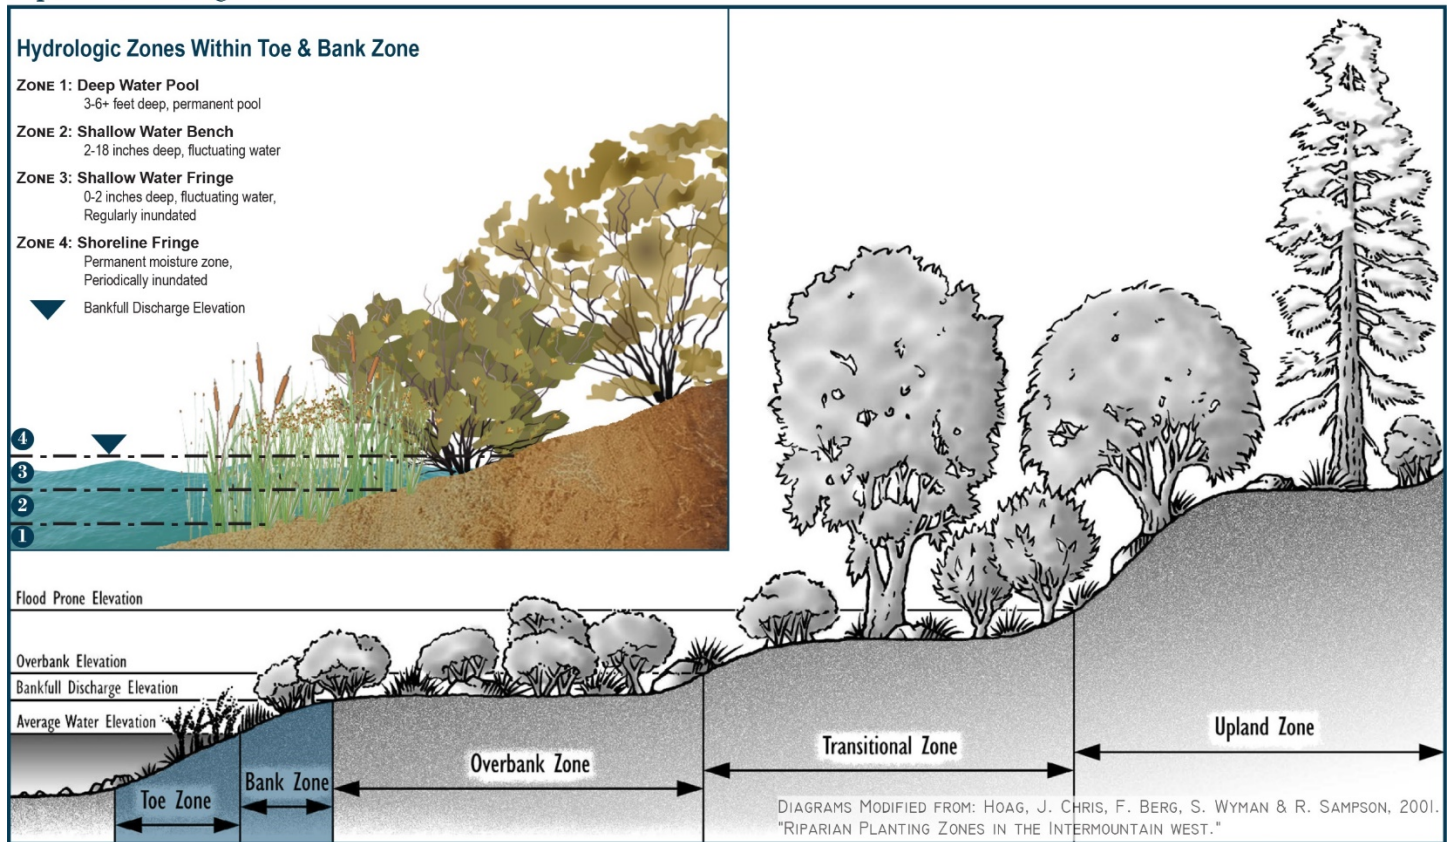 Hydrologic Zones Within Toe & Bank Zone
ZONE 1: Deep Water Pool
3-6+ feet deep, permanent pool
ZONE 2: Shallow Water Bench
2-18 inches deep, fluctuating water
ZONE 3: Shallow Water Fringe
0-2 inches deep, fluctuating water,
Regularly inundated
ZONE 4: Shoreline Fringe
Permanent moisture zone,
Periodically inundated
Bankfull Discharge Elevation
4
3
2
1
Flood Prone Elevation
Overbank Elevation
Bankfull Discharge Elevation
Average Water Elevation
Toe Zone
Bank Zone
Overbank Zone
Transitional Zone
Upland Zone
DIAGRAMS MODIFIED FROM: HOAG, J. CHRIS, F. BERG, S. WYMAN & R. SAMPSON, 2001.
"RIPARIAN PLANTING ZONES IN THE INTERMOUNTAIN WEST."